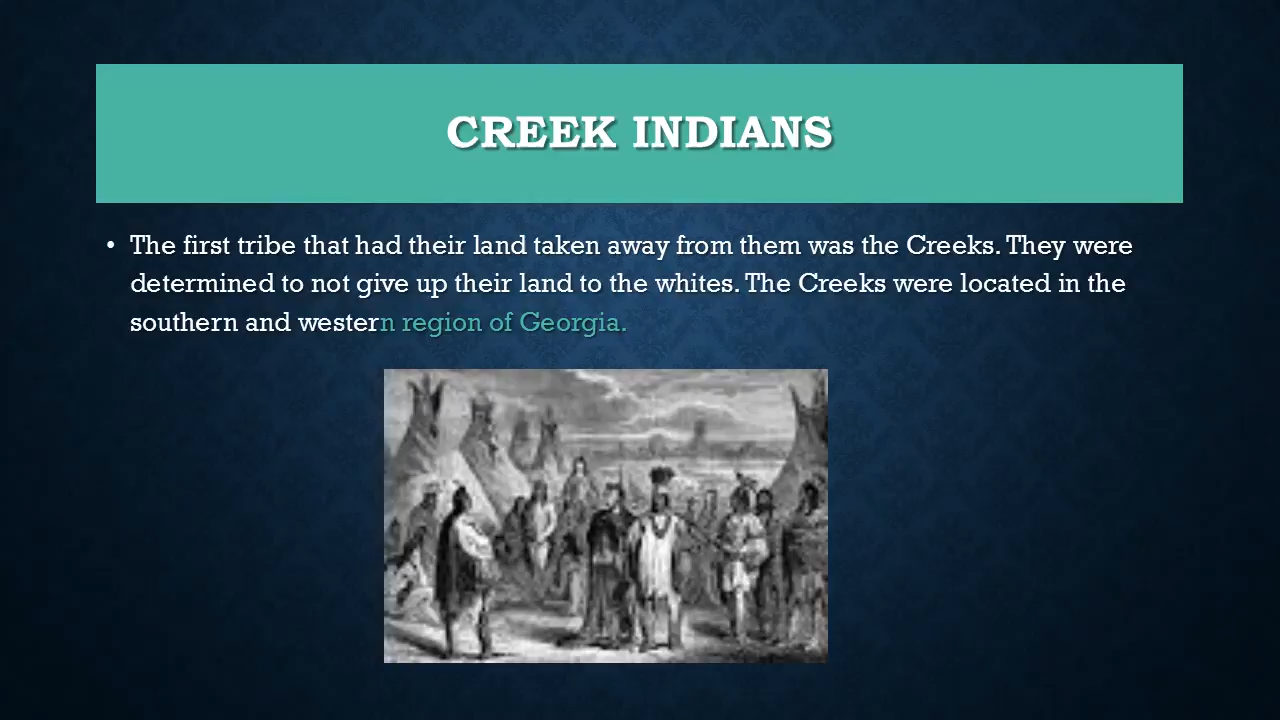 CREEK INDIANS
• The first tribe that had their land taken away from them was the Creeks. They were
determined to not give up their land to the whites. The Creeks were located in the
southern and western region of Georgia.